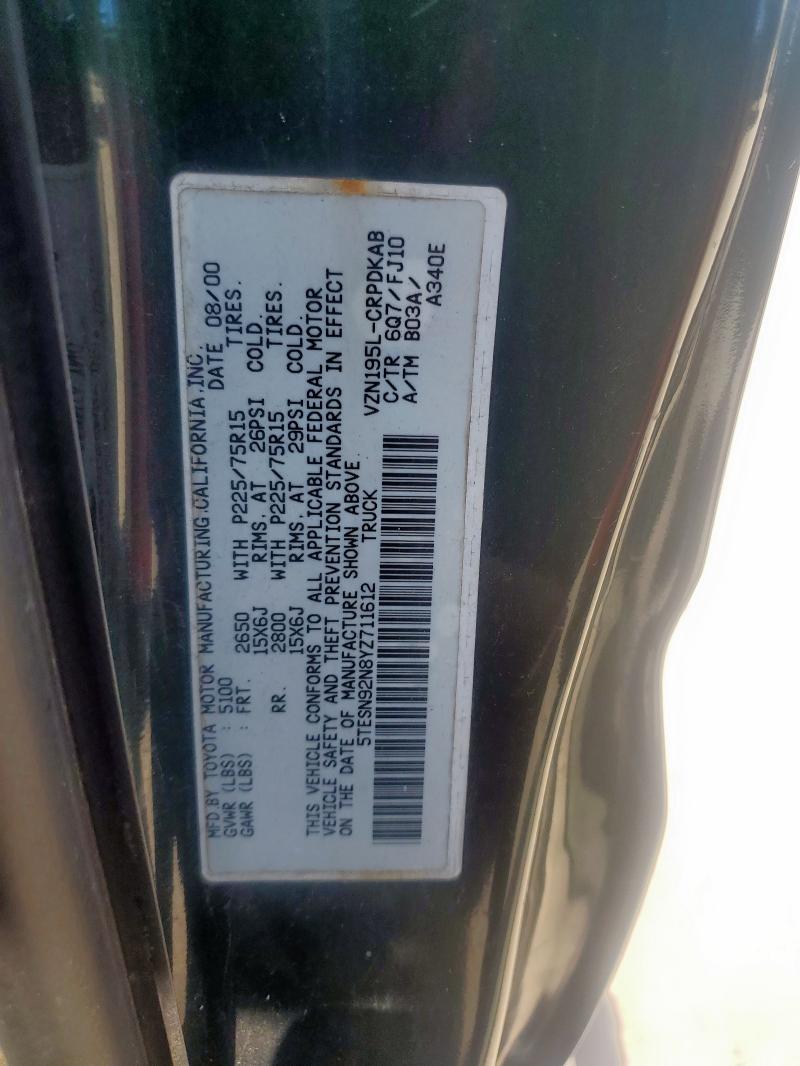 MFD.BY TOYOTA MOTOR MANUFACTURING,CALIFORNIA,INC.
GVWR (LBS) : 5100 DATE 08/00
GAWR (LBS) : FRT. 2650 WITH P225/75R15 TIRES.
15X6J RIMS. AT 26PSI COLD.
RR. 2800 WITH P225/75R15 TIRES.
15X6J RIMS. AT 29PSI COLD.
THIS VEHICLE CONFORMS TO ALL APPLICABLE FEDERAL MOTOR
VEHICLE SAFETY AND THEFT PREVENTION STANDARDS IN EFFECT
ON THE DATE OF MANUFACTURE SHOWN ABOVE
5TESN92N8YZ711612 TRUCK
VZN195L-CRPDKAB
C/TR 6Q7/FJ10
A/TM B03A/
A340E